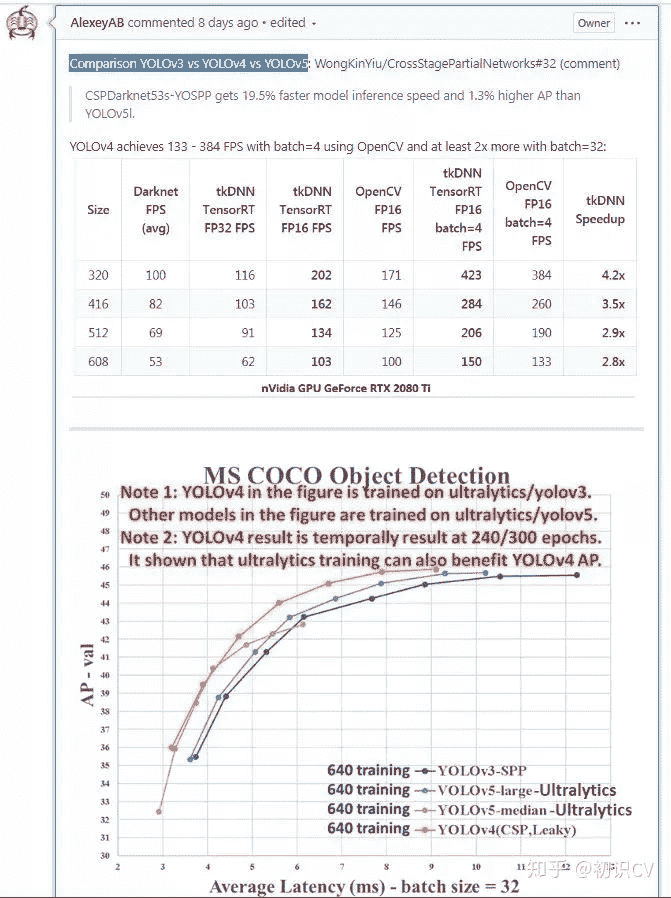 AlexeyAB commented 8 days ago • edited
Owner
Comparison YOLOv3 vs YOLOv4 vs YOLOv5: WongKinYiu/CrossStagePartialNetworks#32 (comment)
CSPDarknet53s-YOSPP gets 19.5% faster model inference speed and 1.3% higher AP than
YOLOv5l.
YOLOv4 achieves 133 - 384 FPS with batch=4 using OpenCV and at least 2x more with batch=32:
Size Darknet FPS (avg) tkDNN TensorRT FP32 FPS tkDNN TensorRT FP16 FPS OpenCV FP16 FPS tkDNN TensorRT FP16 batch=4 FPS OpenCV FP16 batch=4 FPS tkDNN Speedup
320 100 116 202 171 423 384 4.2x
416 82 103 162 146 284 260 3.5x
512 69 91 134 125 206 190 2.9x
608 53 62 103 100 150 133 2.8x
nVidia GPU GeForce RTX 2080 Ti
MS COCO Object Detection
Note 1: YOLOv4 in the figure is trained on ultralytics/yolov3.
Other models in the figure are trained on ultralytics/yolov5.
Note 2: YOLOv4 result is temporally result at 240/300 epochs.
It shown that ultralytics training can also benefit YOLOv4 AP.
AP - val
50
49
48
47
46
45
44
43
42
41
40
39
38
37
36
35
34
33
32
31
30
640 training YOLOv3-SPP
640 training YOLOv5-large-Ultralytics
640 training YOLOv5-median-Ultralytics
640 training YOLOv4(CSP,Leaky)
2 3 4 5 6 7 8 9 10 11 12
知乎 @初识CV
Average Latency (ms) - batch size = 32